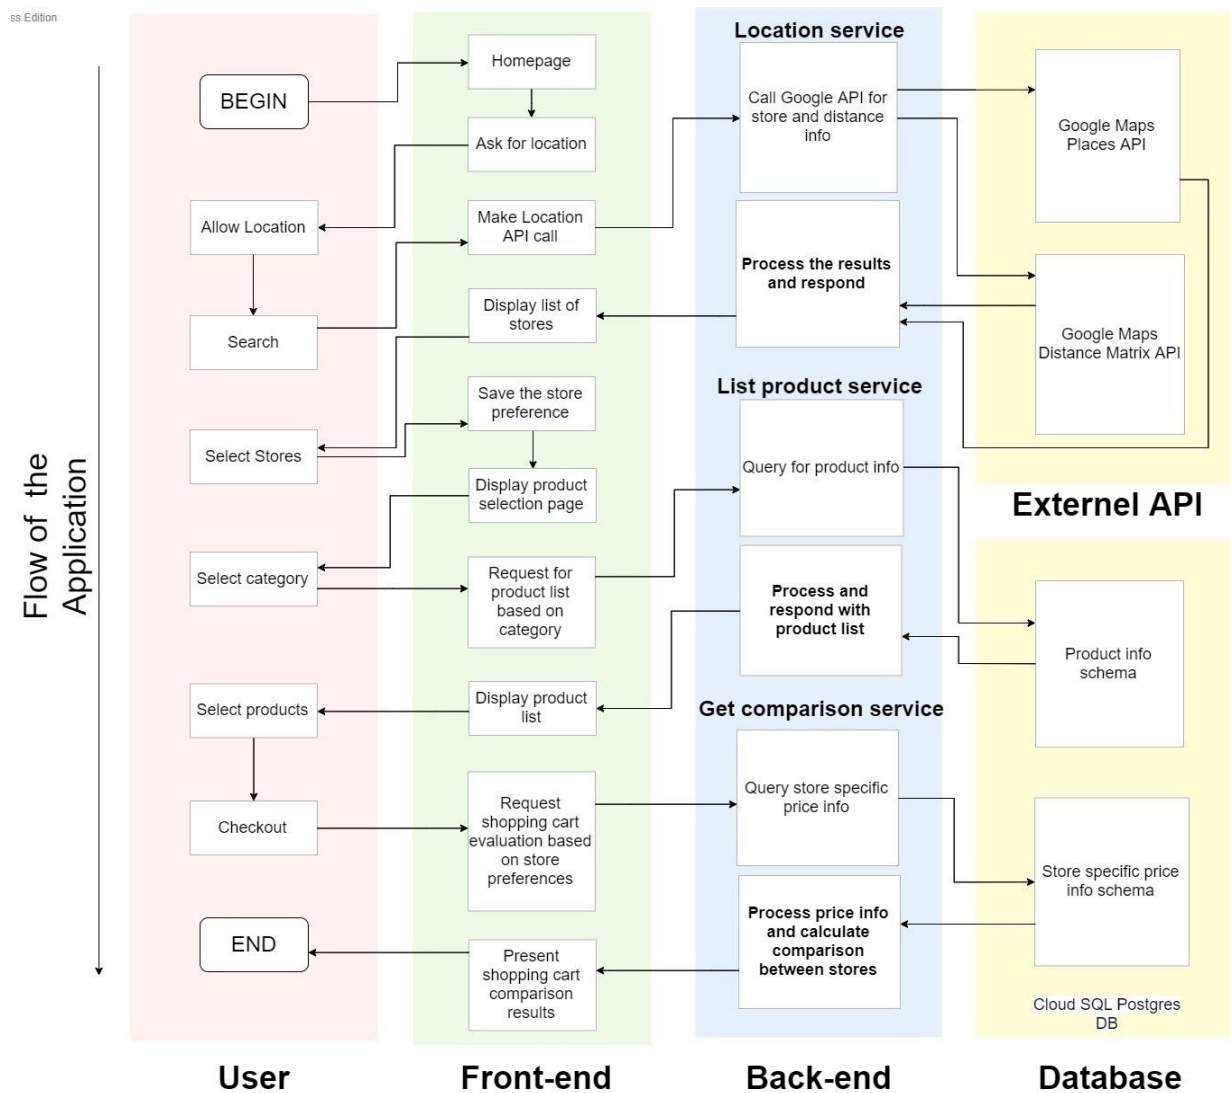 ss Edition
Flow of the
Application
BEGIN
Allow Location
Search
Select Stores
Select category
Select products
Checkout
END
User
Homepage
Ask for location
Make Location
API call
Display list of
stores
Save the store
preference
Display product
selection page
Request for
product list
based on
category
Display product
list
Request
shopping cart
evaluation based
on store
preferences
Present
shopping cart
comparison
results
Front-end
Location service
Call Google API for
store and distance
info
Process the results
and respond
List product service
Query for product info
Process and
respond with
product list
Get comparison service
Query store specific
price info
Process price info
and calculate
comparison
between stores
Back-end
Google Maps
Places API
Google Maps
Distance Matrix API
Externel API
Product info
schema
Store specific price
info schema
Cloud SQL Postgres
DB
Database